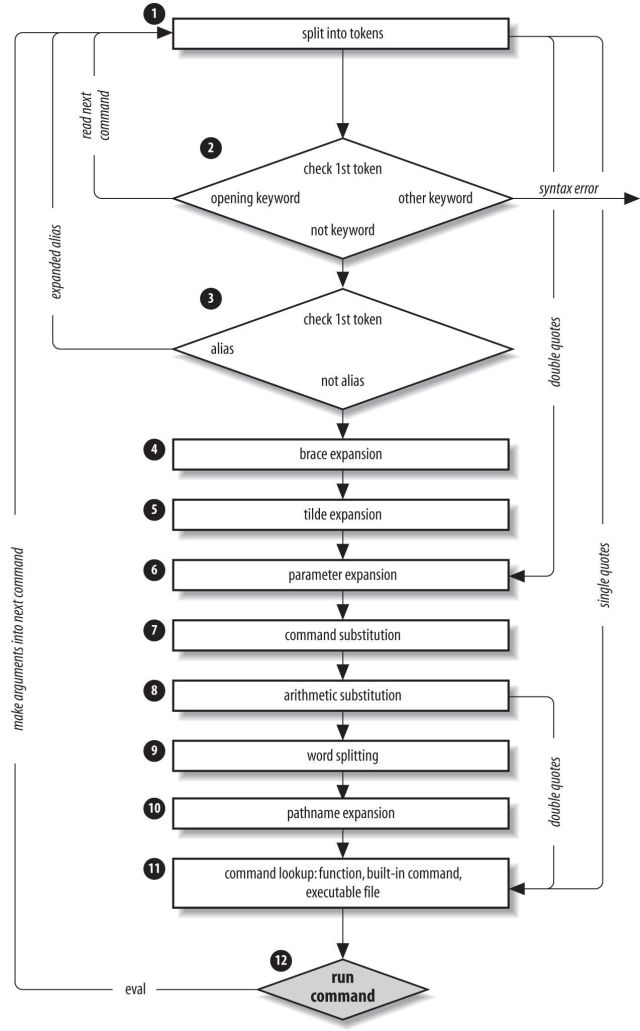 1
split into tokens
read next
command
2
check 1st token
opening keyword
other keyword
not keyword
syntax error
expanded alias
3
check 1st token
alias
not alias
double quotes
4
brace expansion
5
tilde expansion
6
parameter expansion
single quotes
make arguments into next command
7
command substitution
8
arithmetic substitution
9
word splitting
double quotes
10
pathname expansion
11
command lookup: function, built-in command,
executable file
12
run
command
eval